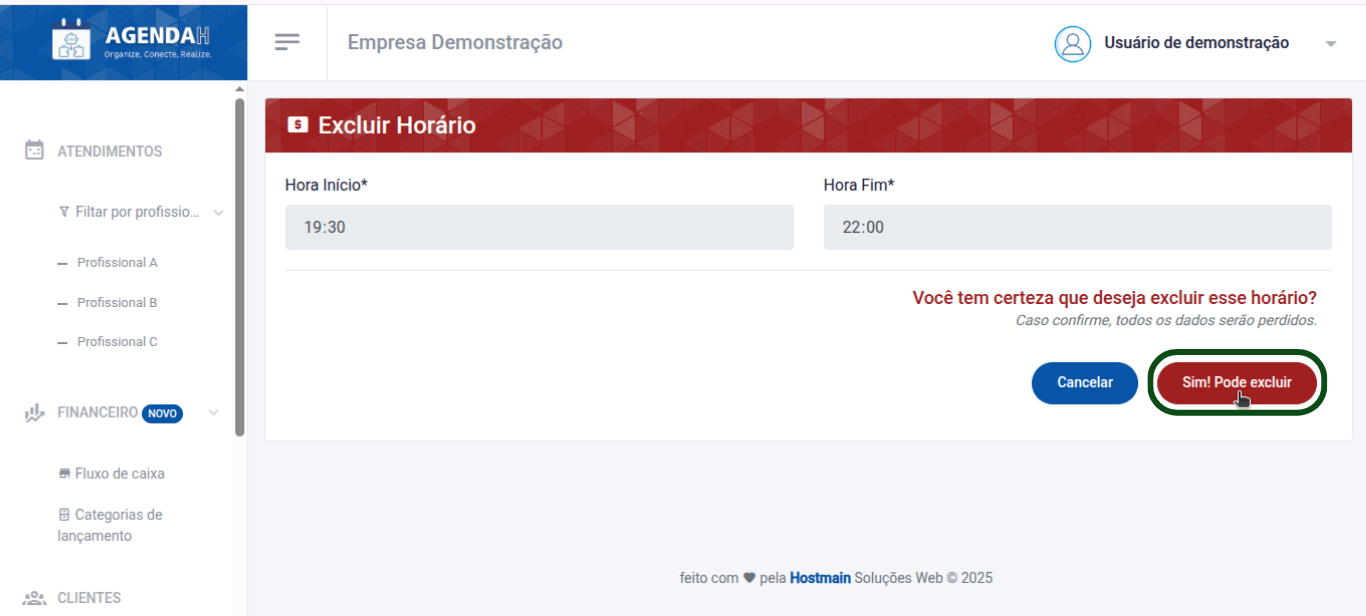 AGENDAH
Organize, Conecte, Realize.
Empresa Demonstração
Usuário de demonstração
ATENDIMENTOS
Filtar por profissio...
Profissional A
Profissional B
Profissional C
FINANCEIRO NOVO
Fluxo de caixa
Categorias de
lançamento
CLIENTES
Excluir Horário
Hora Início*
Hora Fim*
19:30
22:00
Você tem certeza que deseja excluir esse horário?
Caso confirme, todos os dados serão perdidos.
Cancelar
Sim! Pode excluir
feito com ♥ pela Hostmain Soluções Web © 2025